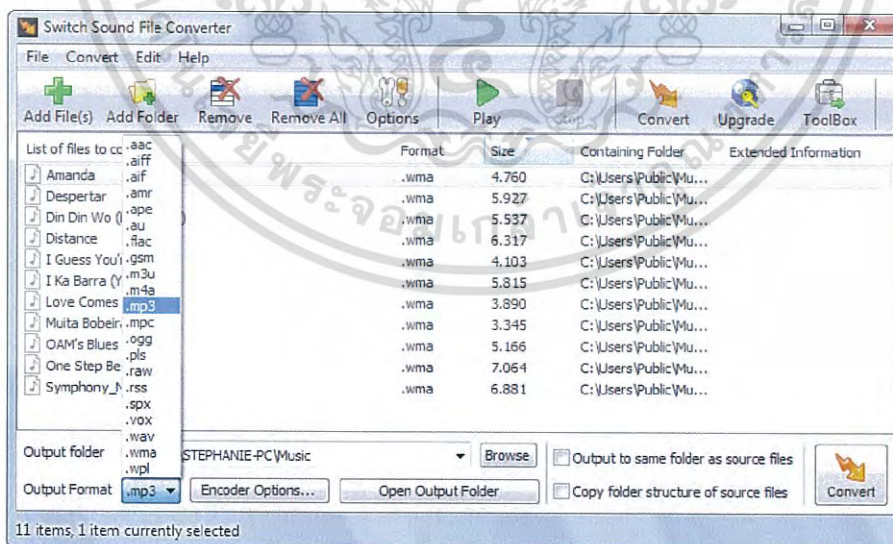 Switch Sound File Converter
File Convert Edit Help
Add File(s) Add Folder Remove Remove All Options Play Stop Convert Upgrade ToolBox
List of files to co Format Size Containing Folder Extended Information
Amanda .wma 4.760 C:\Users\Public\Mu...
Despertar .wma 5.927 C:\Users\Public\Mu...
Din Din Wo ( ) .wma 5.537 C:\Users\Public\Mu...
Distance .wma 6.317 C:\Users\Public\Mu...
I Guess You'r .wma 4.103 C:\Users\Public\Mu...
I Ka Barra (Y .wma 5.815 C:\Users\Public\Mu...
Love Comes .wma 3.890 C:\Users\Public\Mu...
Muita Bobeir .wma 3.345 C:\Users\Public\Mu...
OAM's Blues .wma 5.166 C:\Users\Public\Mu...
One Step Be .wma 7.064 C:\Users\Public\Mu...
Symphony_N .wma 6.881 C:\Users\Public\Mu...
.aac
.aiff
.aif
.amr
.ape
.au
.flac
.gsm
.m3u
.m4a
.mp3
.mpc
.ogg
.pls
.raw
.rss
.spx
.vox
.wav
.wma
.wpl
Output folder STEPHANIE-PC\Music Browse Output to same folder as source files
Output Format .mp3 Encoder Options... Open Output Folder Copy folder structure of source files Convert
11 items, 1 item currently selected